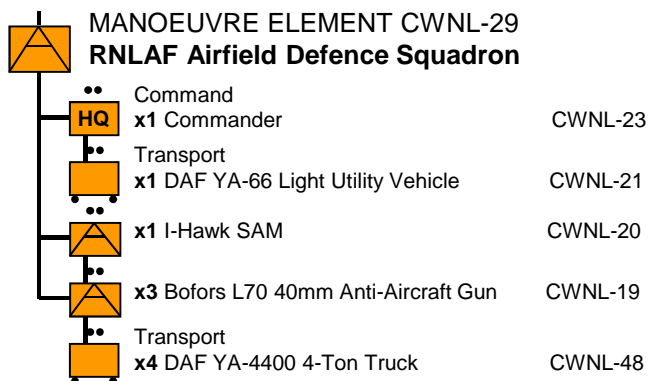 MANOEUVRE ELEMENT CWNL-29
RNLAF Airfield Defence Squadron
Command
HQ x1 Commander CWNL-23
Transport
x1 DAF YA-66 Light Utility Vehicle CWNL-21
x1 I-Hawk SAM CWNL-20
x3 Bofors L70 40mm Anti-Aircraft Gun CWNL-19
Transport
x4 DAF YA-4400 4-Ton Truck CWNL-48